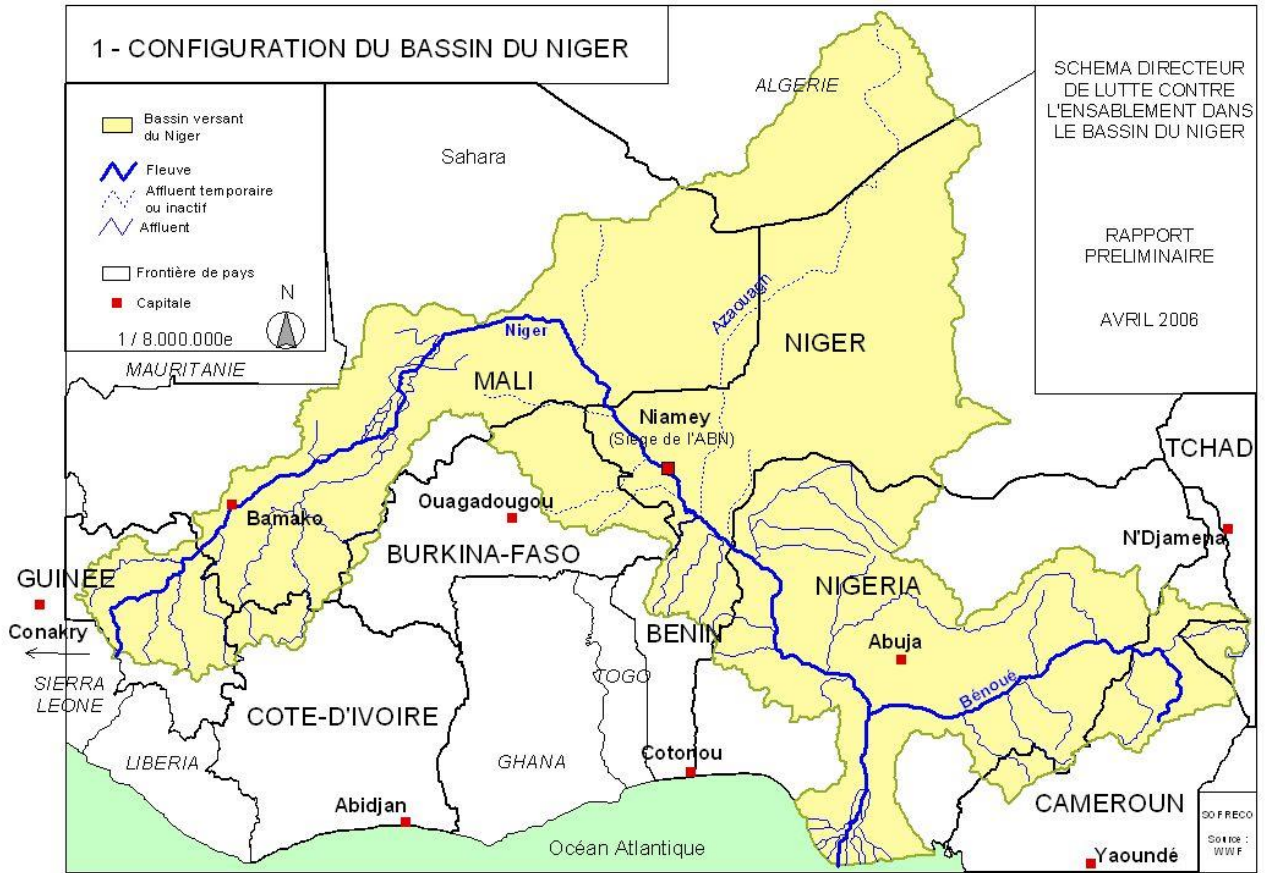 1 - CONFIGURATION DU BASSIN DU NIGER
SCHEMA DIRECTEUR
DE LUTTE CONTRE
L'ENSABLEMENT DANS
LE BASSIN DU NIGER
RAPPORT
PRELIMINAIRE
AVRIL 2006
Bassin versant
du Niger
Fleuve
Affluent temporaire
ou inactif
Affluent
Frontière de pays
Capitale
N
1 / 8.000.000e
ALGERIE
Sahara
MAURITANIE
Niger
Azaouagn
NIGER
MALI
Niamey
(Siège de l'ABN)
TCHAD
Ouagadougou
Bamako
N'Djamena
BURKINA-FASO
GUINEE
NIGERIA
Conakry
BENIN
Abuja
SIERRA
LEONE
TOGO
Bénoué
COTE-D'IVOIRE
LIBERIA
GHANA
Cotonou
Abidjan
CAMEROUN
Océan Atlantique
Yaoundé
SOFRECO
Source :
WWF